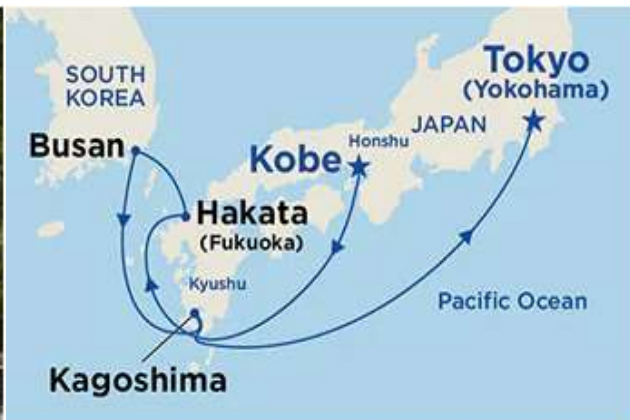 SOUTH
KOREA
Busan
Tokyo
(Yokohama)
JAPAN
Honshu
Kobe
Hakata
(Fukuoka)
Kyushu
Pacific Ocean
Kagoshima